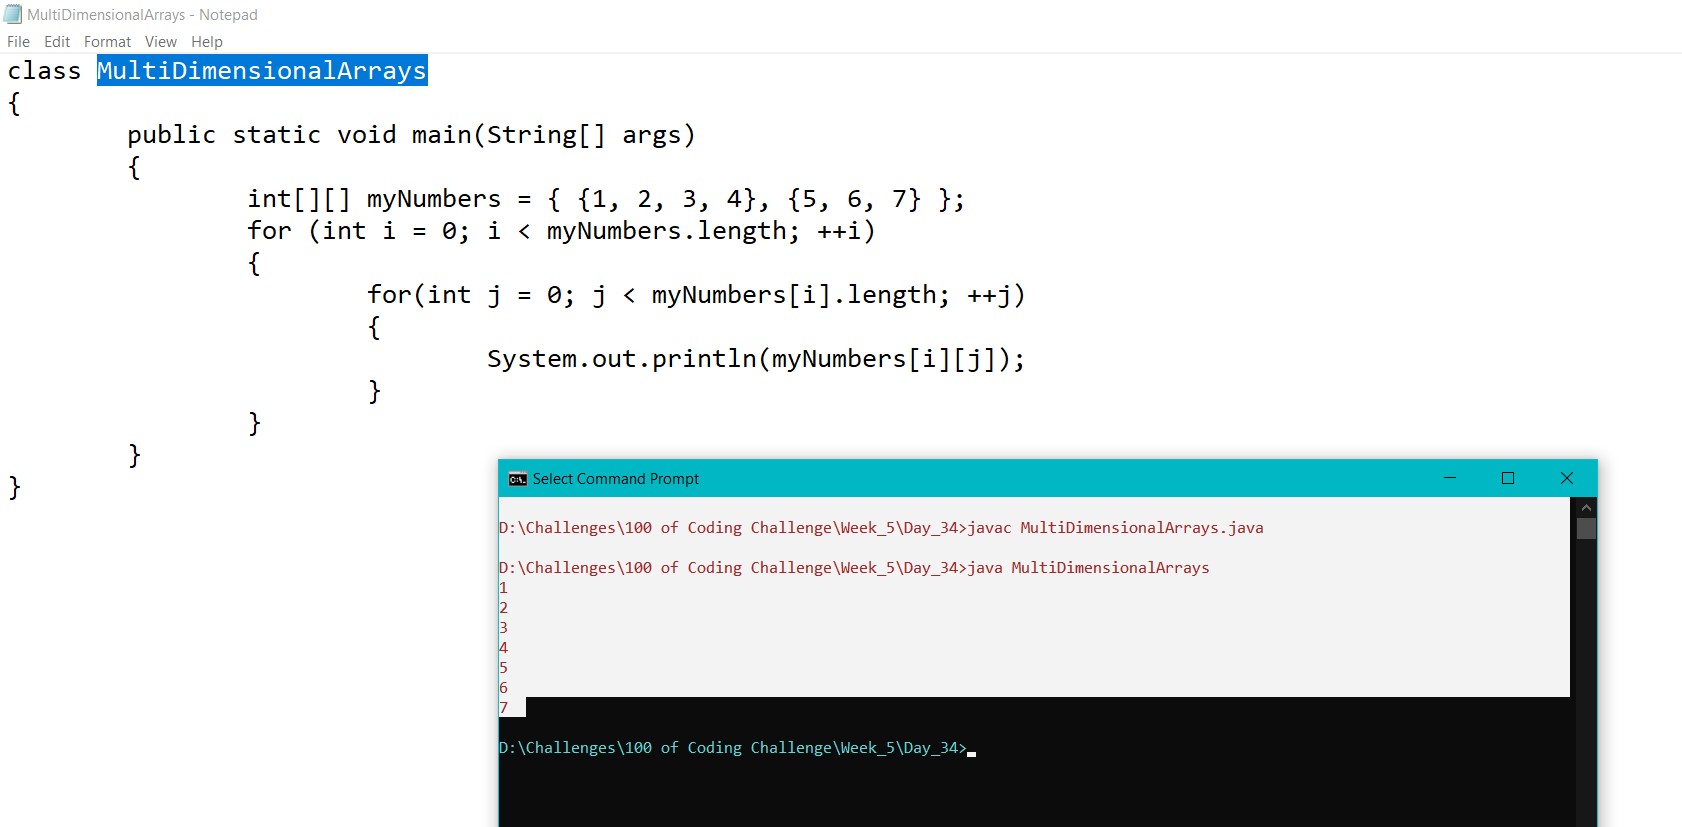 MultiDimensionalArrays - Notepad
File Edit Format View Help
class MultiDimensionalArrays
{
public static void main(String[] args)
{
int[][] myNumbers = { {1, 2, 3, 4}, {5, 6, 7} };
for (int i = 0; i < myNumbers.length; ++i)
{
for(int j = 0; j < myNumbers[i].length; ++j)
{
System.out.println(myNumbers[i][j]);
}
}
}
}
Select Command Prompt
D:\Challenges\100 of Coding Challenge\Week_5\Day_34>javac MultiDimensionalArrays.java
D:\Challenges\100 of Coding Challenge\Week_5\Day_34>java MultiDimensionalArrays
1
2
3
4
5
6
7
D:\Challenges\100 of Coding Challenge\Week_5\Day_34>